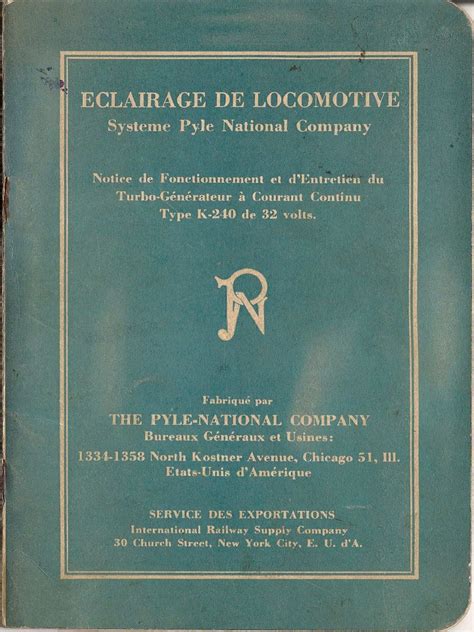 ECLAIRAGE DE LOCOMOTIVE
Systeme Pyle National Company
Notice de Fonctionnement et d'Entretien du
Turbo-Générateur à Courant Continu
Type K-240 de 32 volts.
PN
Fabriqué par
THE PYLE-NATIONAL COMPANY
Bureaux Généraux et Usines:
1334-1358 North Kostner Avenue, Chicago 51, Ill.
Etats-Unis d'Amérique
SERVICE DES EXPORTATIONS
International Railway Supply Company
30 Church Street, New York City, E. U. d'A.